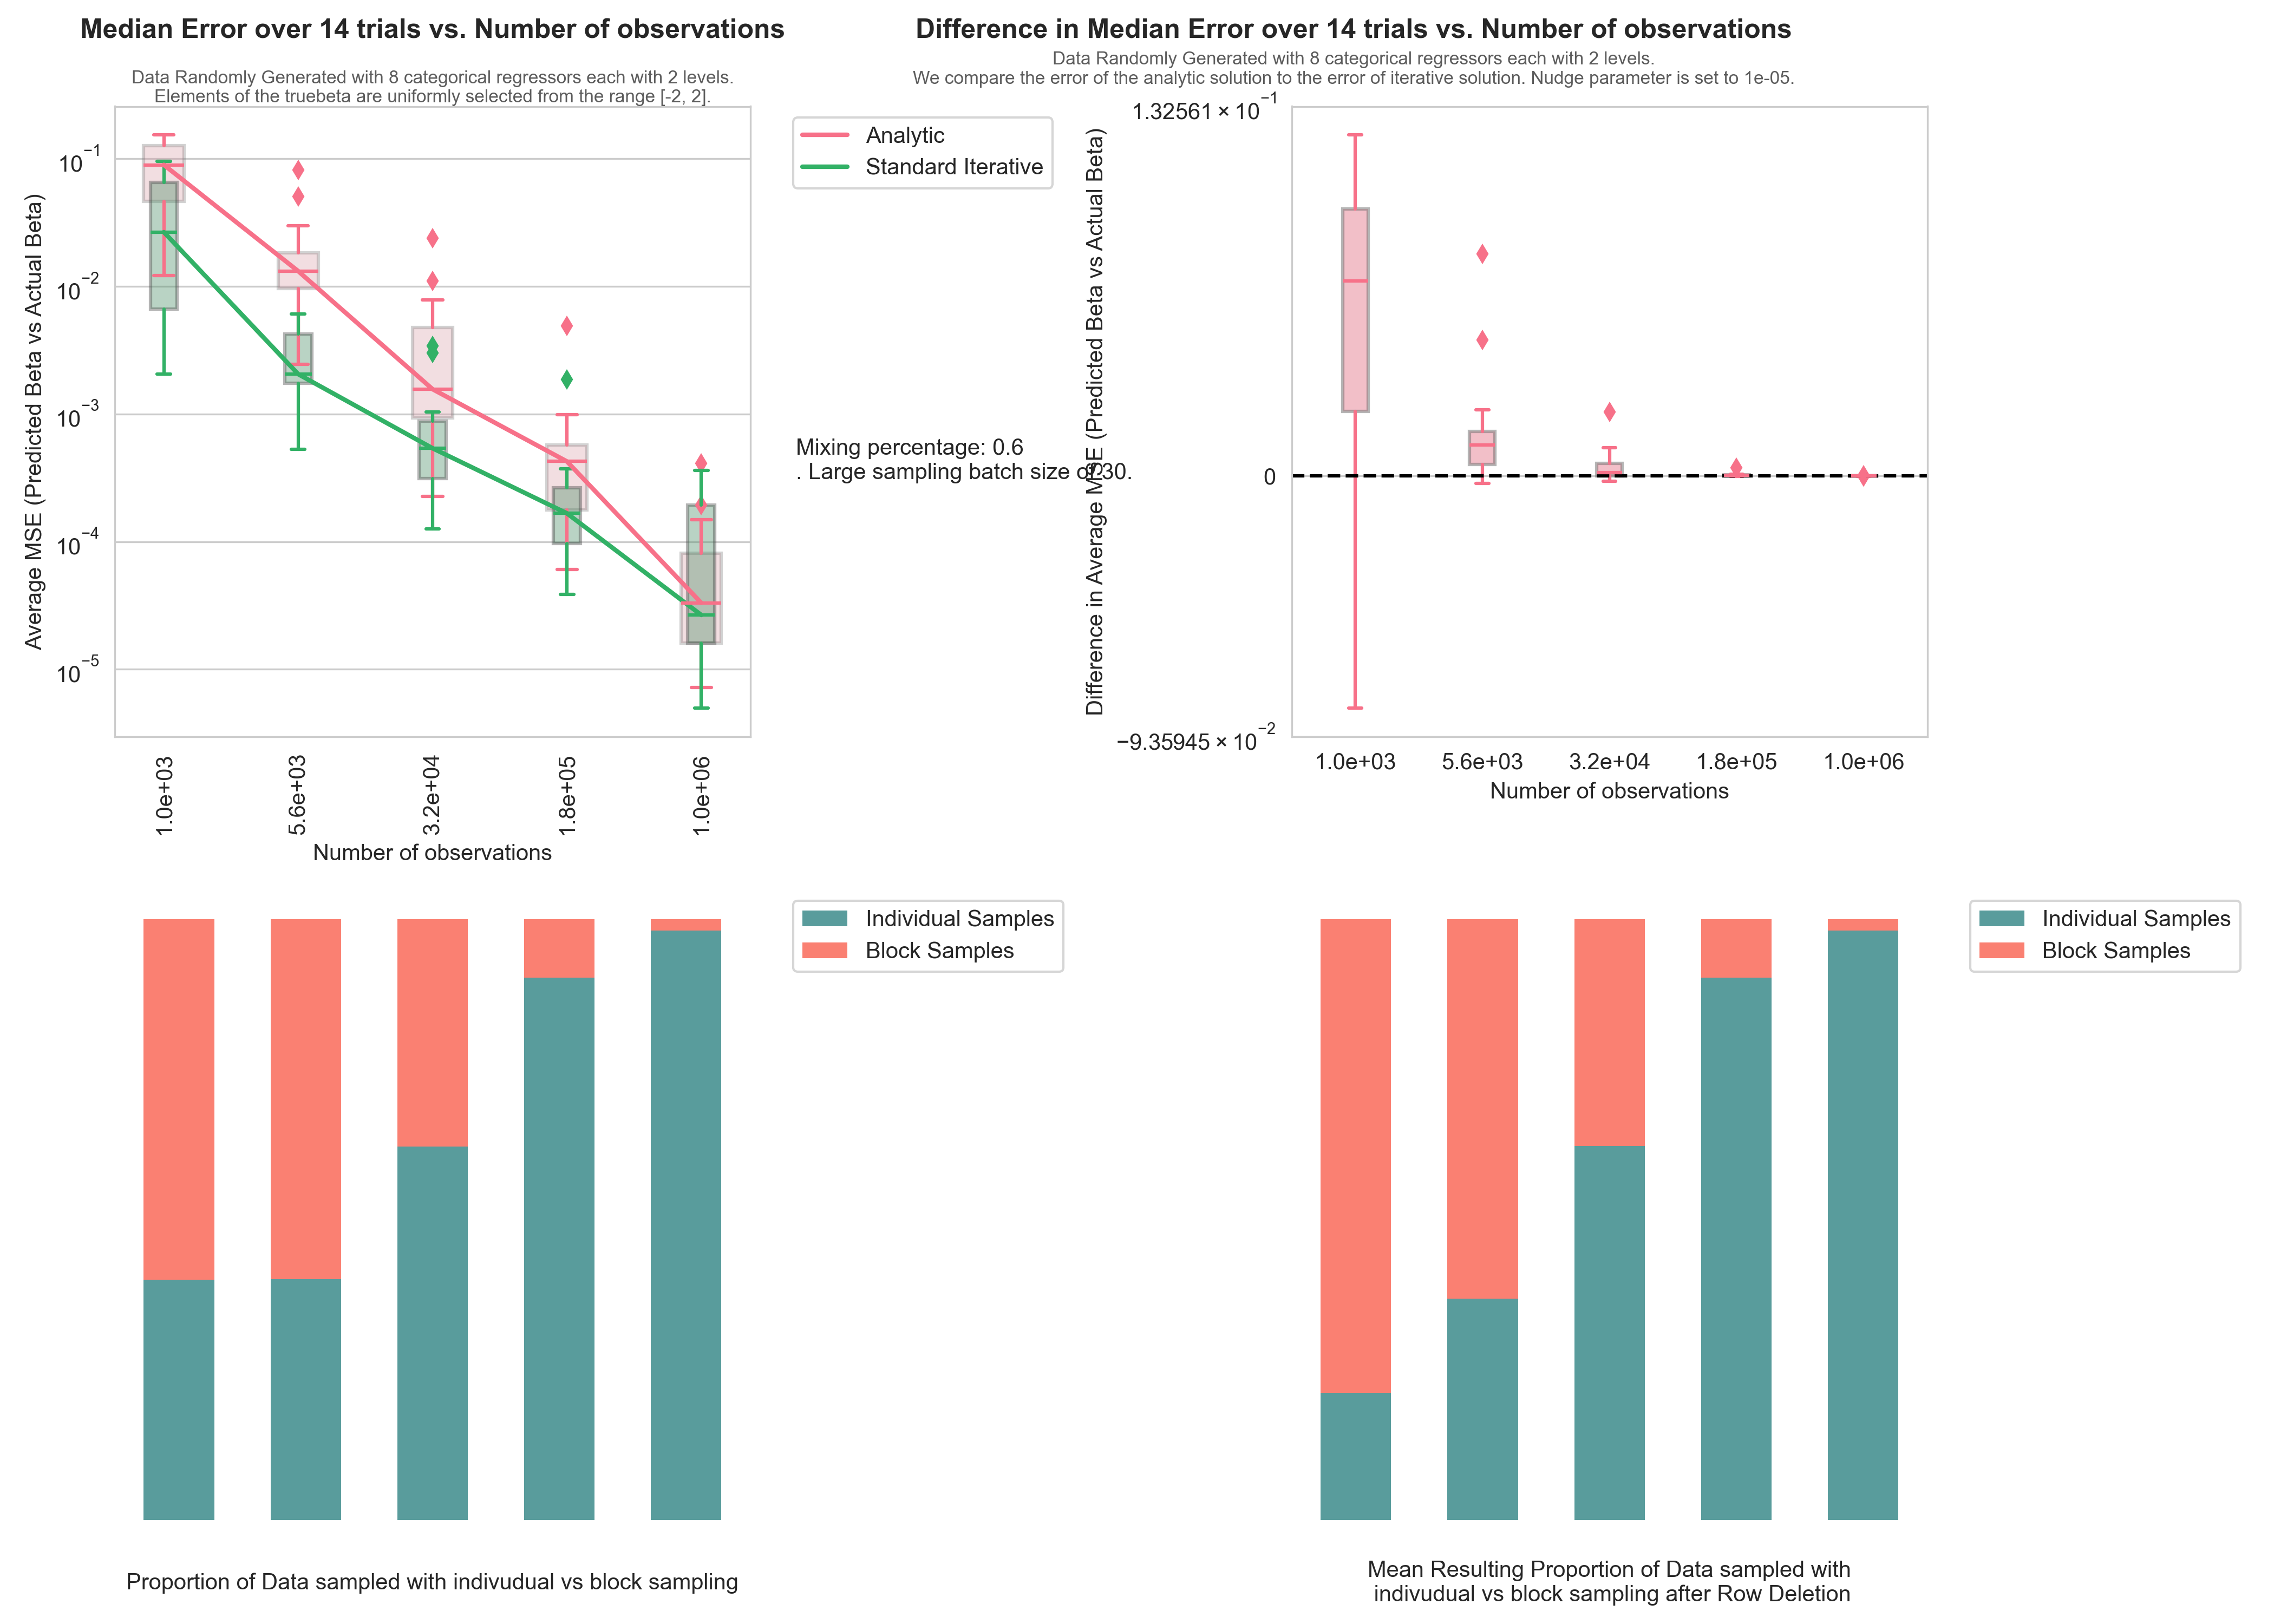 Median Error over 14 trials vs. Number of observations
Data Randomly Generated with 8 categorical regressors each with 2 levels.
Elements of the truebeta are uniformly selected from the range [-2, 2].
Average MSE (Predicted Beta vs Actual Beta)
10⁻¹
10⁻²
10⁻³
10⁻⁴
10⁻⁵
1.0e+03
5.6e+03
3.2e+04
1.8e+05
1.0e+06
Number of observations
Analytic
Standard Iterative
Mixing percentage: 0.6
. Large sampling batch size of 30.
Difference in Median Error over 14 trials vs. Number of observations
Data Randomly Generated with 8 categorical regressors each with 2 levels.
We compare the error of the analytic solution to the error of iterative solution. Nudge parameter is set to 1e-05.
Difference in Average MSE (Predicted Beta vs Actual Beta)
1.32561 × 10⁻¹
0
−9.35945 × 10⁻²
1.0e+03
5.6e+03
3.2e+04
1.8e+05
1.0e+06
Number of observations
Individual Samples
Block Samples
Proportion of Data sampled with indivudual vs block sampling
Individual Samples
Block Samples
Mean Resulting Proportion of Data sampled with
indivudual vs block sampling after Row Deletion